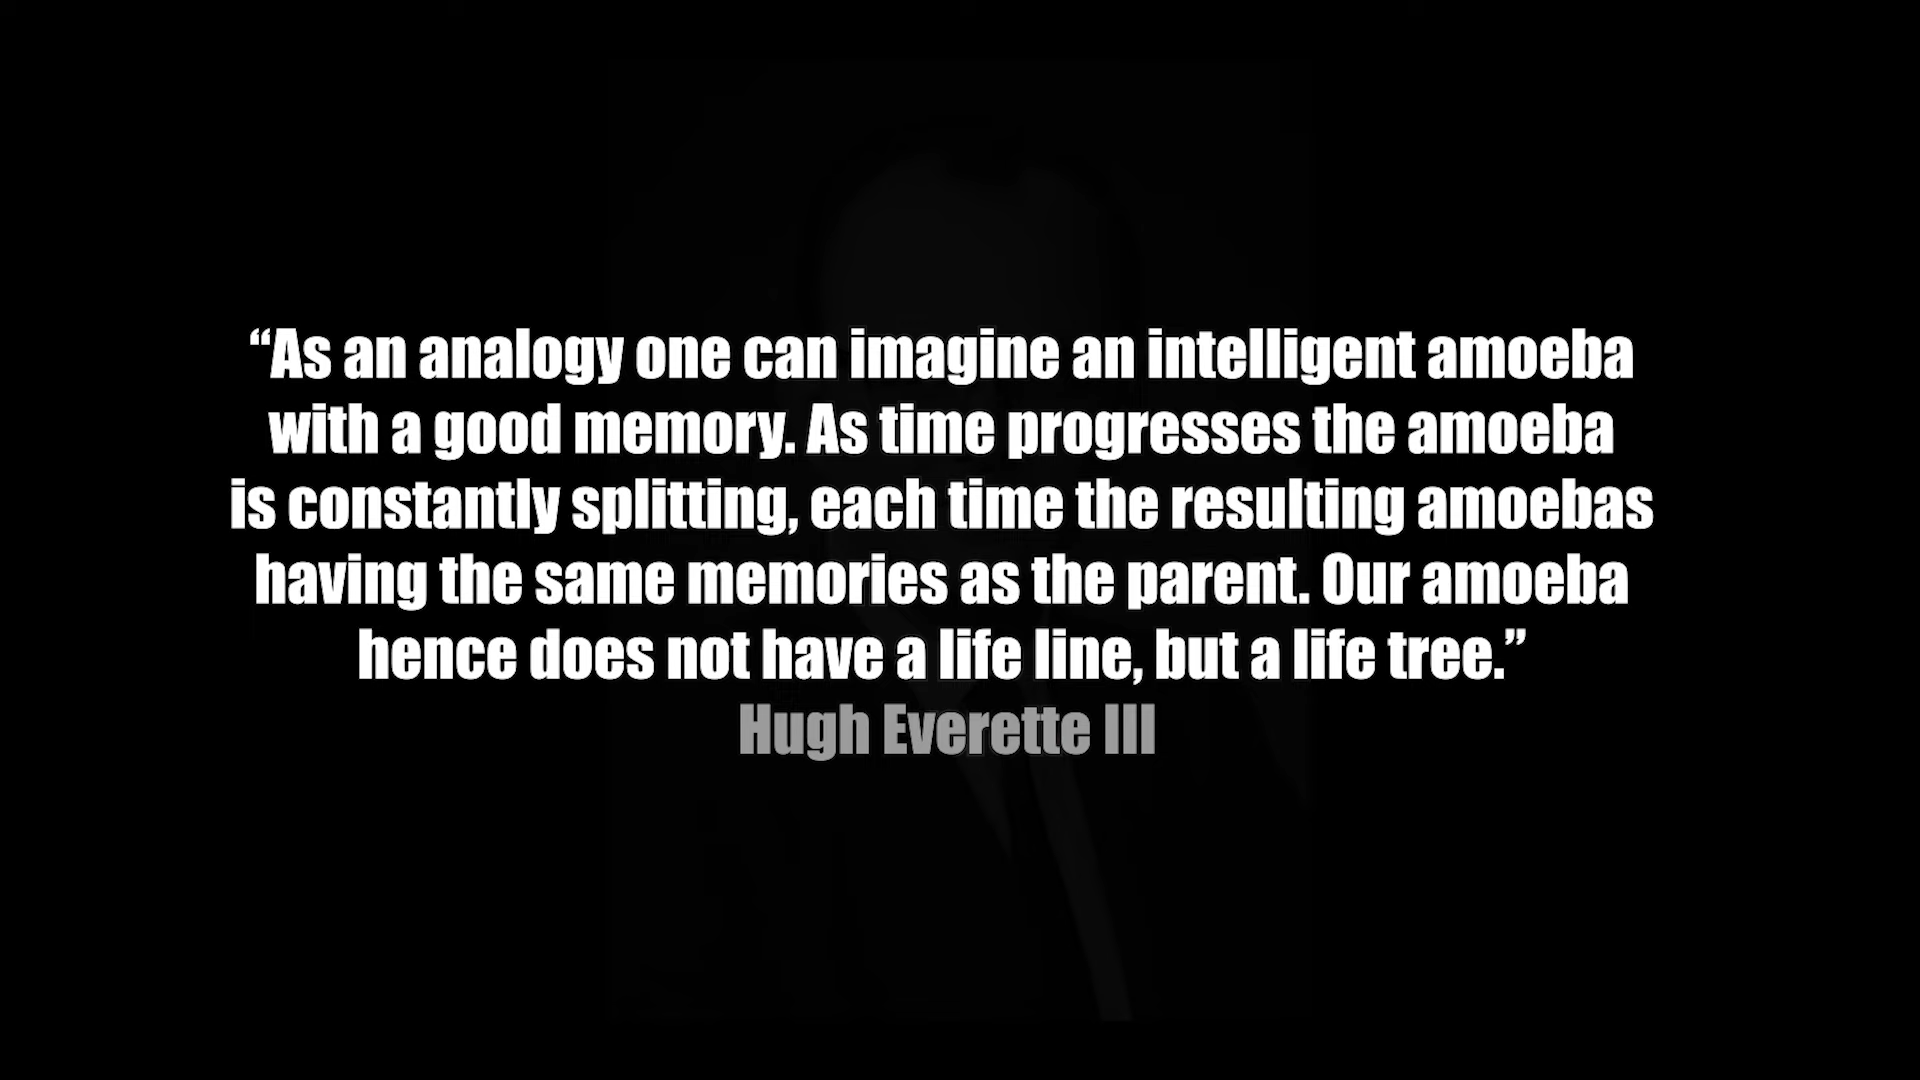 “As an analogy one can imagine an intelligent amoeba
with a good memory. As time progresses the amoeba
is constantly splitting, each time the resulting amoebas
having the same memories as the parent. Our amoeba
hence does not have a life line, but a life tree.”
Hugh Everette III